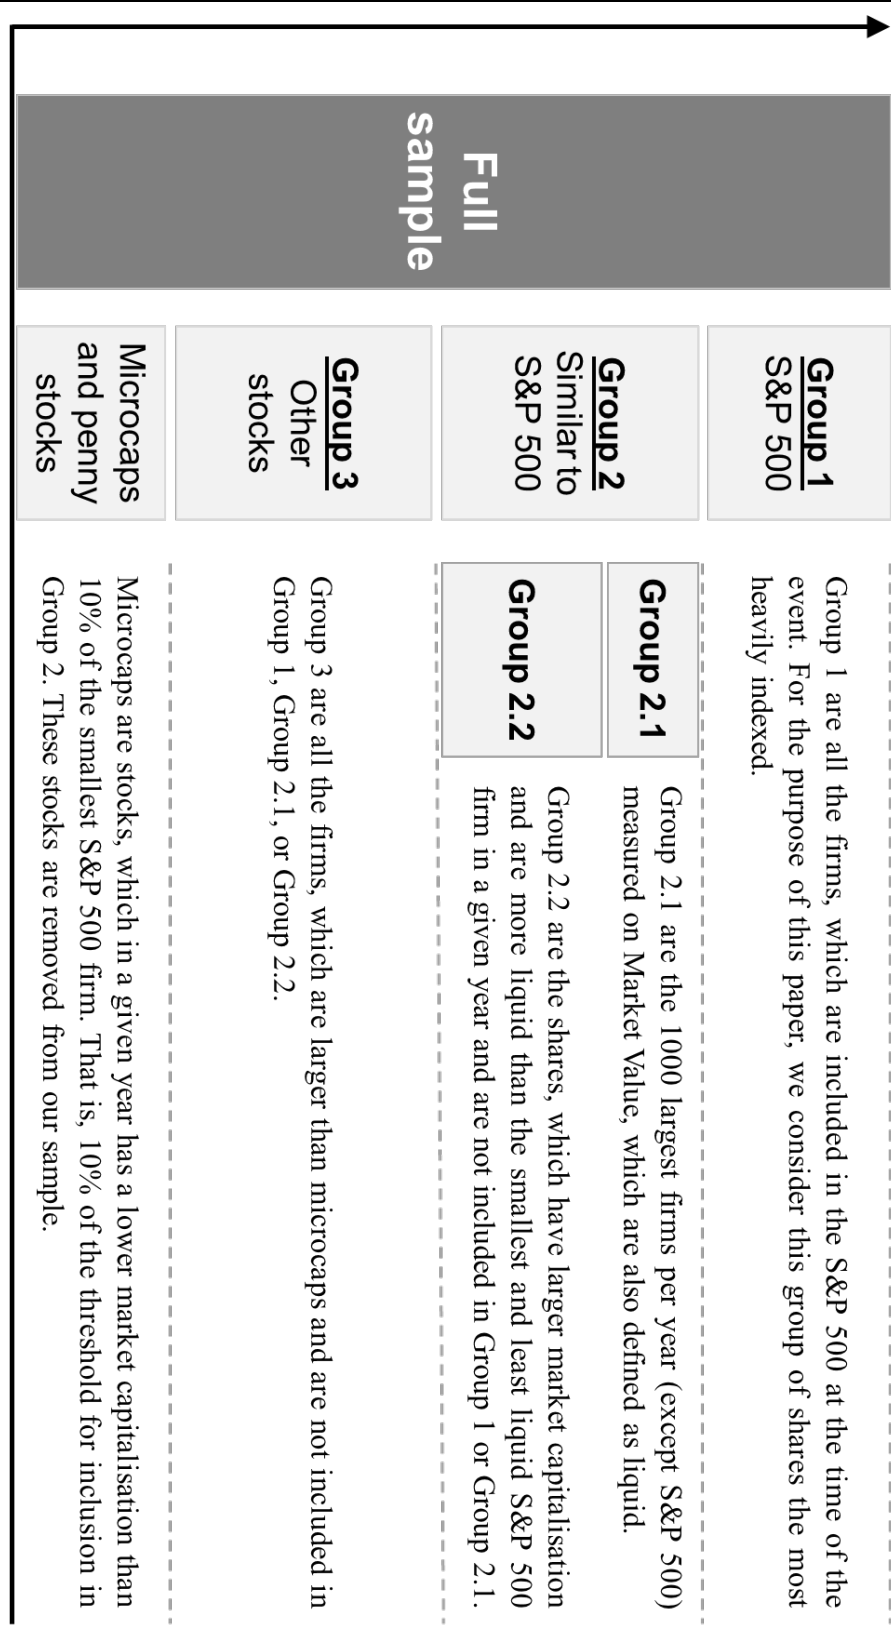 Full
sample
Group 1
S&P 500
Group 1 are all the firms, which are included in the S&P 500 at the time of the
event. For the purpose of this paper, we consider this group of shares the most
heavily indexed.
Group 2
Similar to
S&P 500
Group 2.1
Group 2.1 are the 1000 largest firms per year (except S&P 500)
measured on Market Value, which are also defined as liquid.
Group 2.2
Group 2.2 are the shares, which have larger market capitalisation
and are more liquid than the smallest and least liquid S&P 500
firm in a given year and are not included in Group 1 or Group 2.1.
Group 3
Other
stocks
Group 3 are all the firms, which are larger than microcaps and are not included in
Group 1, Group 2.1, or Group 2.2.
Microcaps
and penny
stocks
Microcaps are stocks, which in a given year has a lower market capitalisation than
10% of the smallest S&P 500 firm. That is, 10% of the threshold for inclusion in
Group 2. These stocks are removed from our sample.